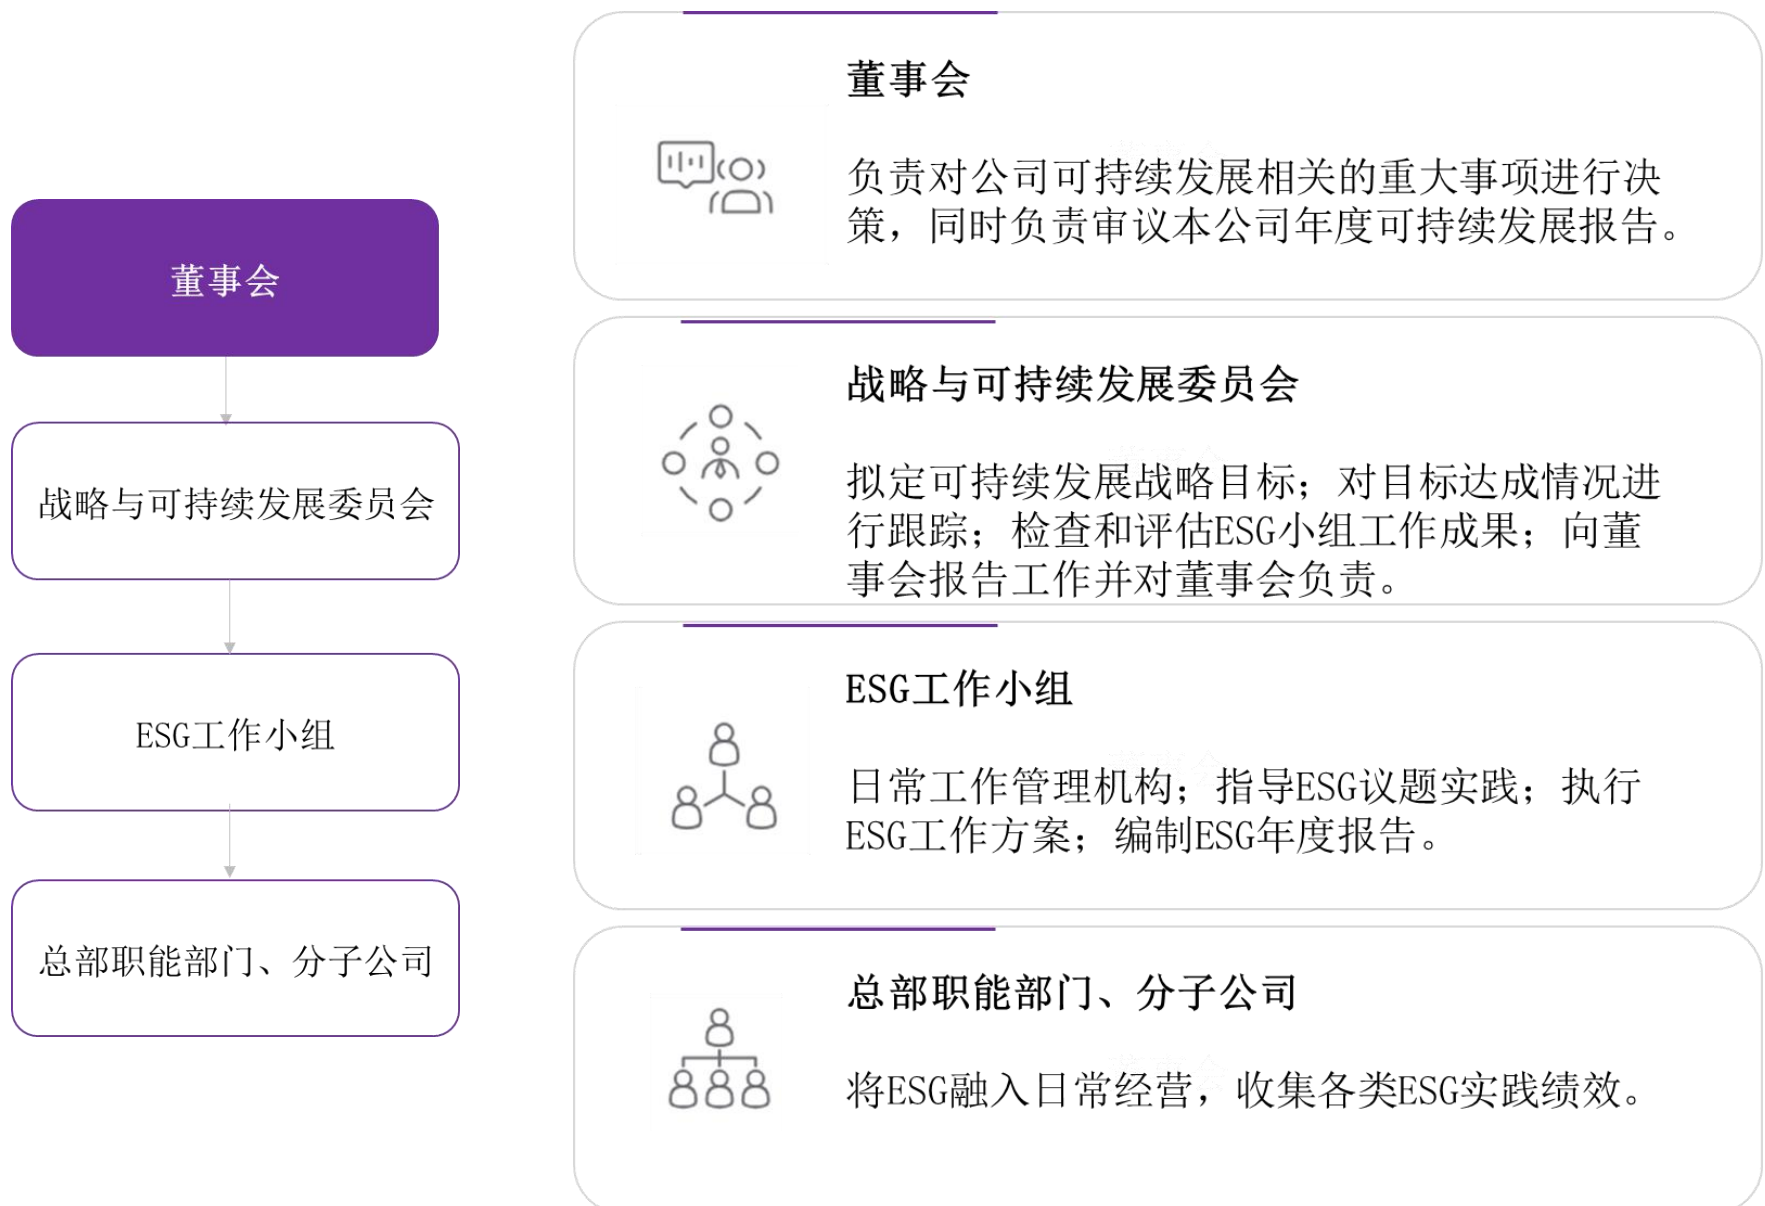 董事会
战略与可持续发展委员会
ESG工作小组
总部职能部门、分子公司
董事会
负责对公司可持续发展相关的重大事项进行决
策，同时负责审议本公司年度可持续发展报告。
战略与可持续发展委员会
拟定可持续发展战略目标；对目标达成情况进
行跟踪；检查和评估ESG小组工作成果；向董
事会报告工作并对董事会负责。
ESG工作小组
日常工作管理机构；指导ESG议题实践；执行
ESG工作方案；编制ESG年度报告。
总部职能部门、分子公司
将ESG融入日常经营，收集各类ESG实践绩效。